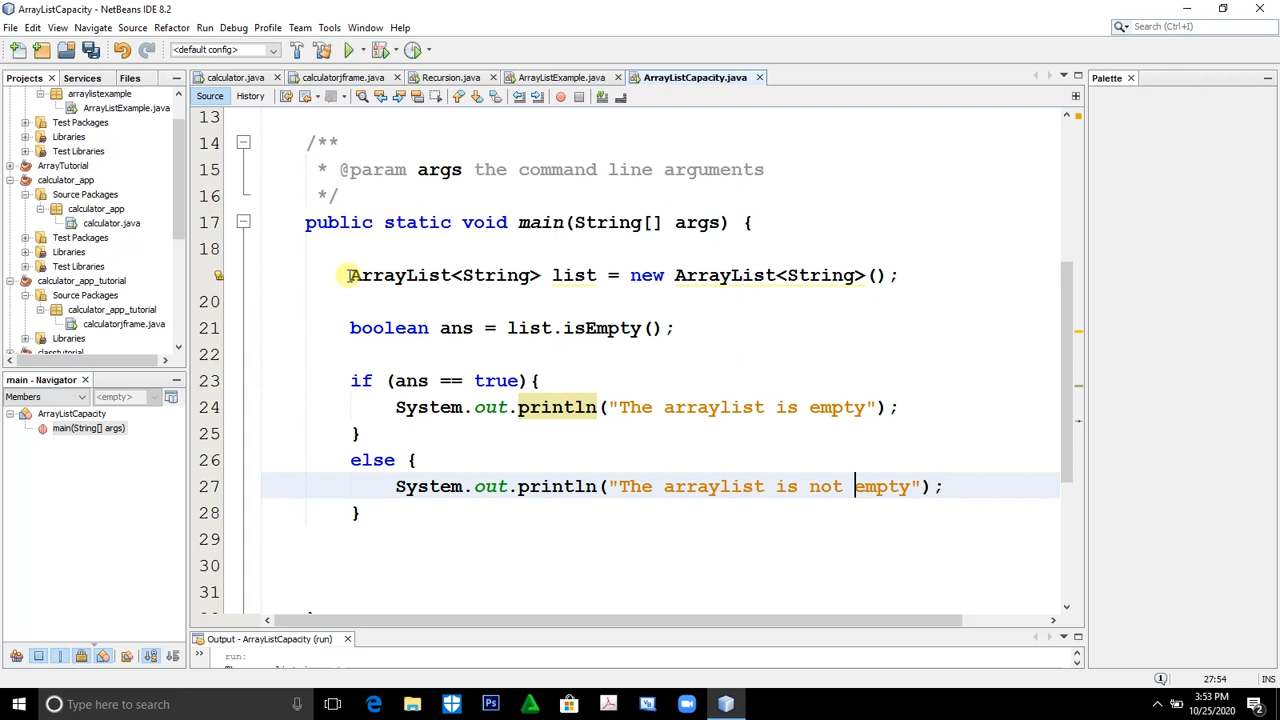 ArrayListCapacity - NetBeans IDE 8.2
File Edit View Navigate Source Refactor Run Debug Profile Team Tools Window Help
Search (Ctrl+I)
<default config>
Projects Services Files
calculator.java calculatorjframe.java Recursion.java ArrayListExample.java ArrayListCapacity.java
Palette
Source History
arraylistexample
ArrayListExample.java
Test Packages
Libraries
Test Libraries
ArrayTutorial
calculator_app
Source Packages
calculator_app
calculator.java
Test Packages
Libraries
Test Libraries
calculator_app_tutorial
Source Packages
calculator_app_tutorial
calculatorjframe.java
Libraries
classtutorial
main - Navigator
Members <empty>
ArrayListCapacity
main(String[] args)
13
14 /**
15 * @param args the command line arguments
16 */
17 public static void main(String[] args) {
18
ArrayList<String> list = new ArrayList<String>();
20
21 boolean ans = list.isEmpty();
22
23 if (ans == true){
24 System.out.println("The arraylist is empty");
25 }
26 else {
27 System.out.println("The arraylist is not empty");
28 }
29
30
31
Output - ArrayListCapacity (run)
run:
27:54 INS
Type here to search
3:53 PM
10/25/2020